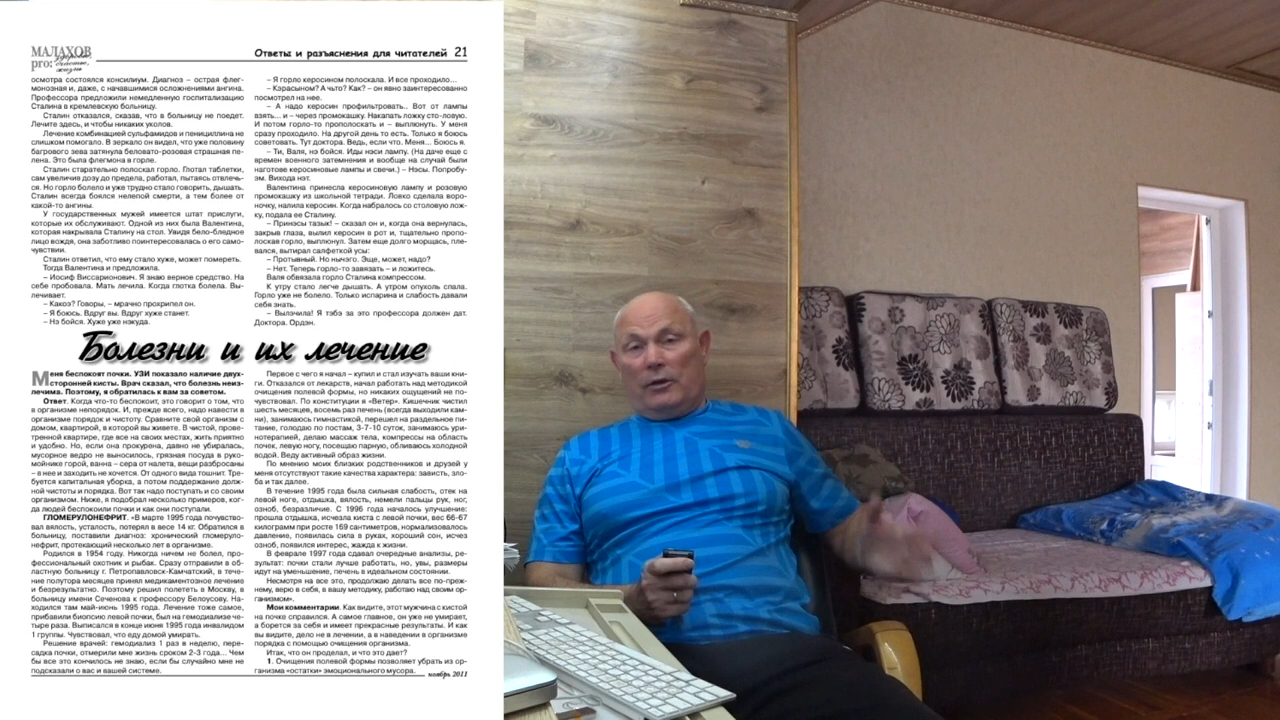 МАЛАХОВ
pro: здоровье,
счастье,
жизнь
Ответы и разъяснения для читателей 21
осмотра состоялся консилиум. Диагноз – острая флег-
монозная и, даже, с начавшимися осложнениями ангина.
Профессора предложили немедленную госпитализацию
Сталина в кремлевскую больницу.
Сталин отказался, сказав, что в больницу не поедет.
Лечите здесь, и чтобы никаких уколов.
Лечение комбинацией сульфамидов и пенициллина не
слишком помогало. В зеркало он видел, что уже половину
багрового зева затянула беловато-розовая страшная пе-
лена. Это была флегмона в горле.
Сталин старательно полоскал горло. Глотал таблетки,
сам увеличив дозу до предела, работал, пытаясь отвлечь-
ся. Но горло болело и уже трудно стало говорить, дышать.
Сталин всегда боялся нелепой смерти, а тем более от
какой-то ангины.
У государственных мужей имеется штат прислуги,
которые их обслуживают. Одной из них была Валентина,
которая накрывала Сталину на стол. Увидя бело-бледное
лицо вождя, она заботливо поинтересовалась о его само-
чувствии.
Сталин ответил, что ему стало хуже, может помереть.
Тогда Валентина и предложила.
– Иосиф Виссарионович. Я знаю верное средство. На
себе пробовала. Мать лечила. Когда глотка болела. Вы-
лечивает.
– Какоэ? Говоры, – мрачно прохрипел он.
– Я боюсь. Вдруг вы. Вдруг хуже станет.
– Нэ бойся. Хуже уже нэкуда.
– Я горло керосином полоскала. И все проходило...
– Кэрасыном? А чьто? Как? – он явно заинтересованно
посмотрел на нее.
– А надо керосин профильтровать.. Вот от лампы
взять... и – через промокашку. Накапать ложку сто-ловую.
И потом горло-то прополоскать и – выплюнуть. У меня
сразу проходило. На другой день то есть. Только я боюсь
советовать. Тут доктора. Ведь, если что. Меня... Боюсь я.
– Ти, Валя, нэ бойся. Иды нэси лампу. (На даче еще с
времен военного затемнения и вообще на случай были
наготове керосиновые лампы и свечи.) – Нэсы. Попробу-
эм. Вихода нэт.
Валентина принесла керосиновую лампу и розовую
промокашку из школьной тетради. Ловко сделала воро-
ночку, налила керосин. Когда набралось со столовую лож-
ку, подала ее Сталину.
– Принэсы тазык! – сказал он и, когда она вернулась,
закрыв глаза, вылил керосин в рот и, тщательно пропо-
лоскал горло, выплюнул. Затем еще долго морщась, пле-
вался, вытирал салфеткой усы:
– Протывный. Но нычэго. Эще, может, надо?
– Нет. Теперь горло-то завязать – и ложитесь.
Валя обвязала горло Сталина компрессом.
К утру стало легче дышать. А утром опухоль спала.
Горло уже не болело. Только испарина и слабость давали
себя знать.
– Вылэчила! Я тэбэ за это профессора должен дат.
Доктора. Ордэн.
Болезни и их лечение
Меня беспокоят почки. УЗИ показало наличие двух-
сторонней кисты. Врач сказал, что болезнь неиз-
лечима. Поэтому, я обратилась к вам за советом.
Ответ. Когда что-то беспокоит, это говорит о том, что
в организме непорядок. И, прежде всего, надо навести в
организме порядок и чистоту. Сравните свой организм с
домом, квартирой, в которой вы живете. В чистой, прове-
тренной квартире, где все на своих местах, жить приятно
и удобно. Но, если она прокурена, давно не убиралась,
мусорное ведро не выносилось, грязная посуда в руко-
мойнике горой, ванна – сера от налета, вещи разбросаны
– в нее и заходить не хочется. От одного вида тошнит. Тре-
буется капитальная уборка, а потом поддержание долж-
ной чистоты и порядка. Вот так надо поступать и со своим
организмом. Ниже, я подобрал несколько примеров, ког-
да людей беспокоили почки и как они поступали.
ГЛОМЕРУЛОНЕФРИТ. «В марте 1995 года почувство-
вал вялость, усталость, потерял в весе 14 кг. Обратился в
больницу, поставили диагноз: хронический гломеруло-
нефрит, протекающий несколько лет в организме.
Родился в 1954 году. Никогда ничем не болел, про-
фессиональный охотник и рыбак. Сразу отправили в об-
ластную больницу г. Петропавловск-Камчатский, в тече-
ние полутора месяцев принял медикаментозное лечение
и безрезультатно. Поэтому решил полететь в Москву, в
больницу имени Сеченова к профессору Белоусову. На-
ходился там май-июнь 1995 года. Лечение тоже самое,
прибавили биопсию левой почки, был на гемодиализе че-
тыре раза. Выписался в конце июня 1995 года инвалидом
1 группы. Чувствовал, что еду домой умирать.
Решение врачей: гемодиализ 1 раз в неделю, пере-
садка почки, отмерили мне жизнь сроком 2-3 года... Чем
бы все это кончилось не знаю, если бы случайно мне не
подсказали о вас и вашей системе.
Первое с чего я начал – купил и стал изучать ваши кни-
ги. Отказался от лекарств, начал работать над методикой
очищения полевой формы, но никаких ощущений не по-
чувствовал. По конституции я «Ветер». Кишечник чистил
шесть месяцев, восемь раз печень (всегда выходили кам-
ни), занимаюсь гимнастикой, перешел на раздельное пи-
тание, голодаю по постам, 3-7-10 суток, занимаюсь ури-
нотерапией, делаю массаж тела, компрессы на область
почек, левую ногу, посещаю парную, обливаюсь холодной
водой. Веду активный образ жизни.
По мнению моих близких родственников и друзей у
меня отсутствуют такие качества характера: зависть, зло-
ба и так далее.
В течение 1995 года была сильная слабость, отек на
левой ноге, отдышка, вялость, немели пальцы рук, ног,
озноб, безразличие. С 1996 года началось улучшение:
прошла отдышка, исчезла киста с левой почки, вес 66-67
килограмм при росте 169 сантиметров, нормализовалось
давление, появилась сила в руках, хороший сон, исчез
озноб, появился интерес, жажда к жизни.
В феврале 1997 года сдавал очередные анализы, ре-
зультат: почки стали лучше работать, но, увы, размеры
идут на уменьшение, печень в идеальном состоянии.
Несмотря на все это, продолжаю делать все по-преж-
нему, верю в себя, в вашу методику, работаю над своим ор-
ганизмом».
Мои комментарии. Как видите, этот мужчина с кистой
на почке справился. А самое главное, он уже не умирает,
а борется за себя и имеет прекрасные результаты. И как
вы видите, дело не в лечении, а в наведении в организме
порядка с помощью очищения организма.
Итак, что он проделал, и что это дает?
1. Очищения полевой формы позволяет убрать из ор-
ганизма «остатки» эмоционального мусора.
ноябрь 2011